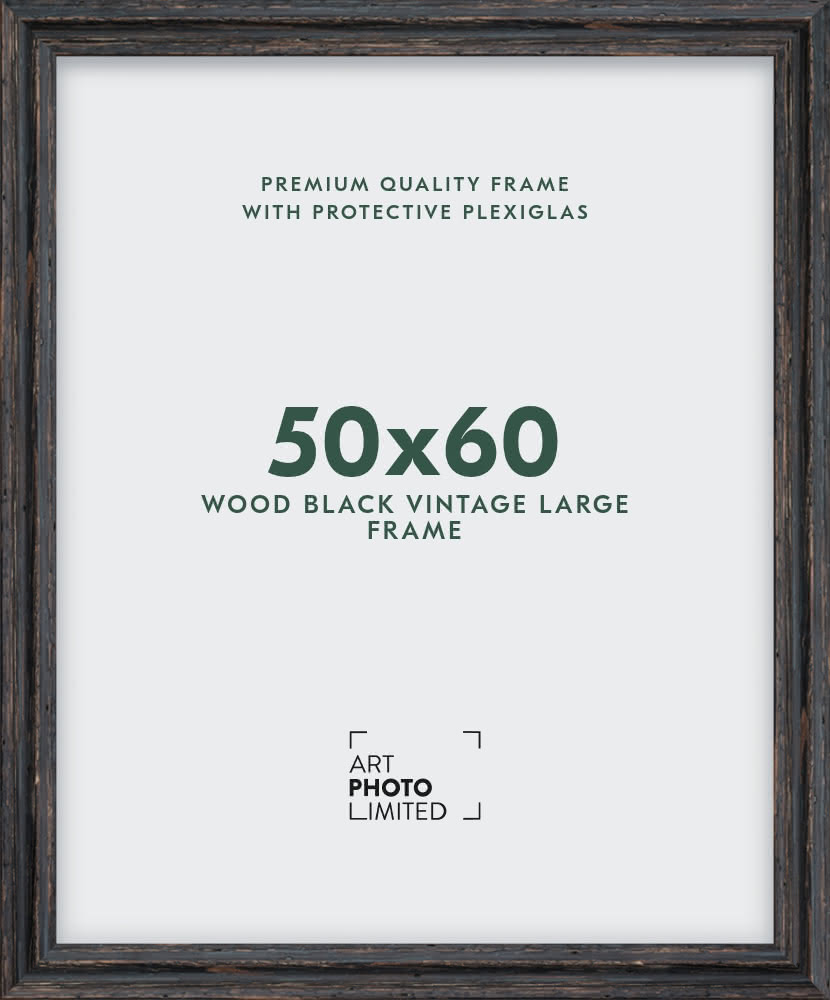 PREMIUM QUALITY FRAME
WITH PROTECTIVE PLEXIGLAS
50x60
WOOD BLACK VINTAGE LARGE
FRAME
ART
PHOTO
LIMITED